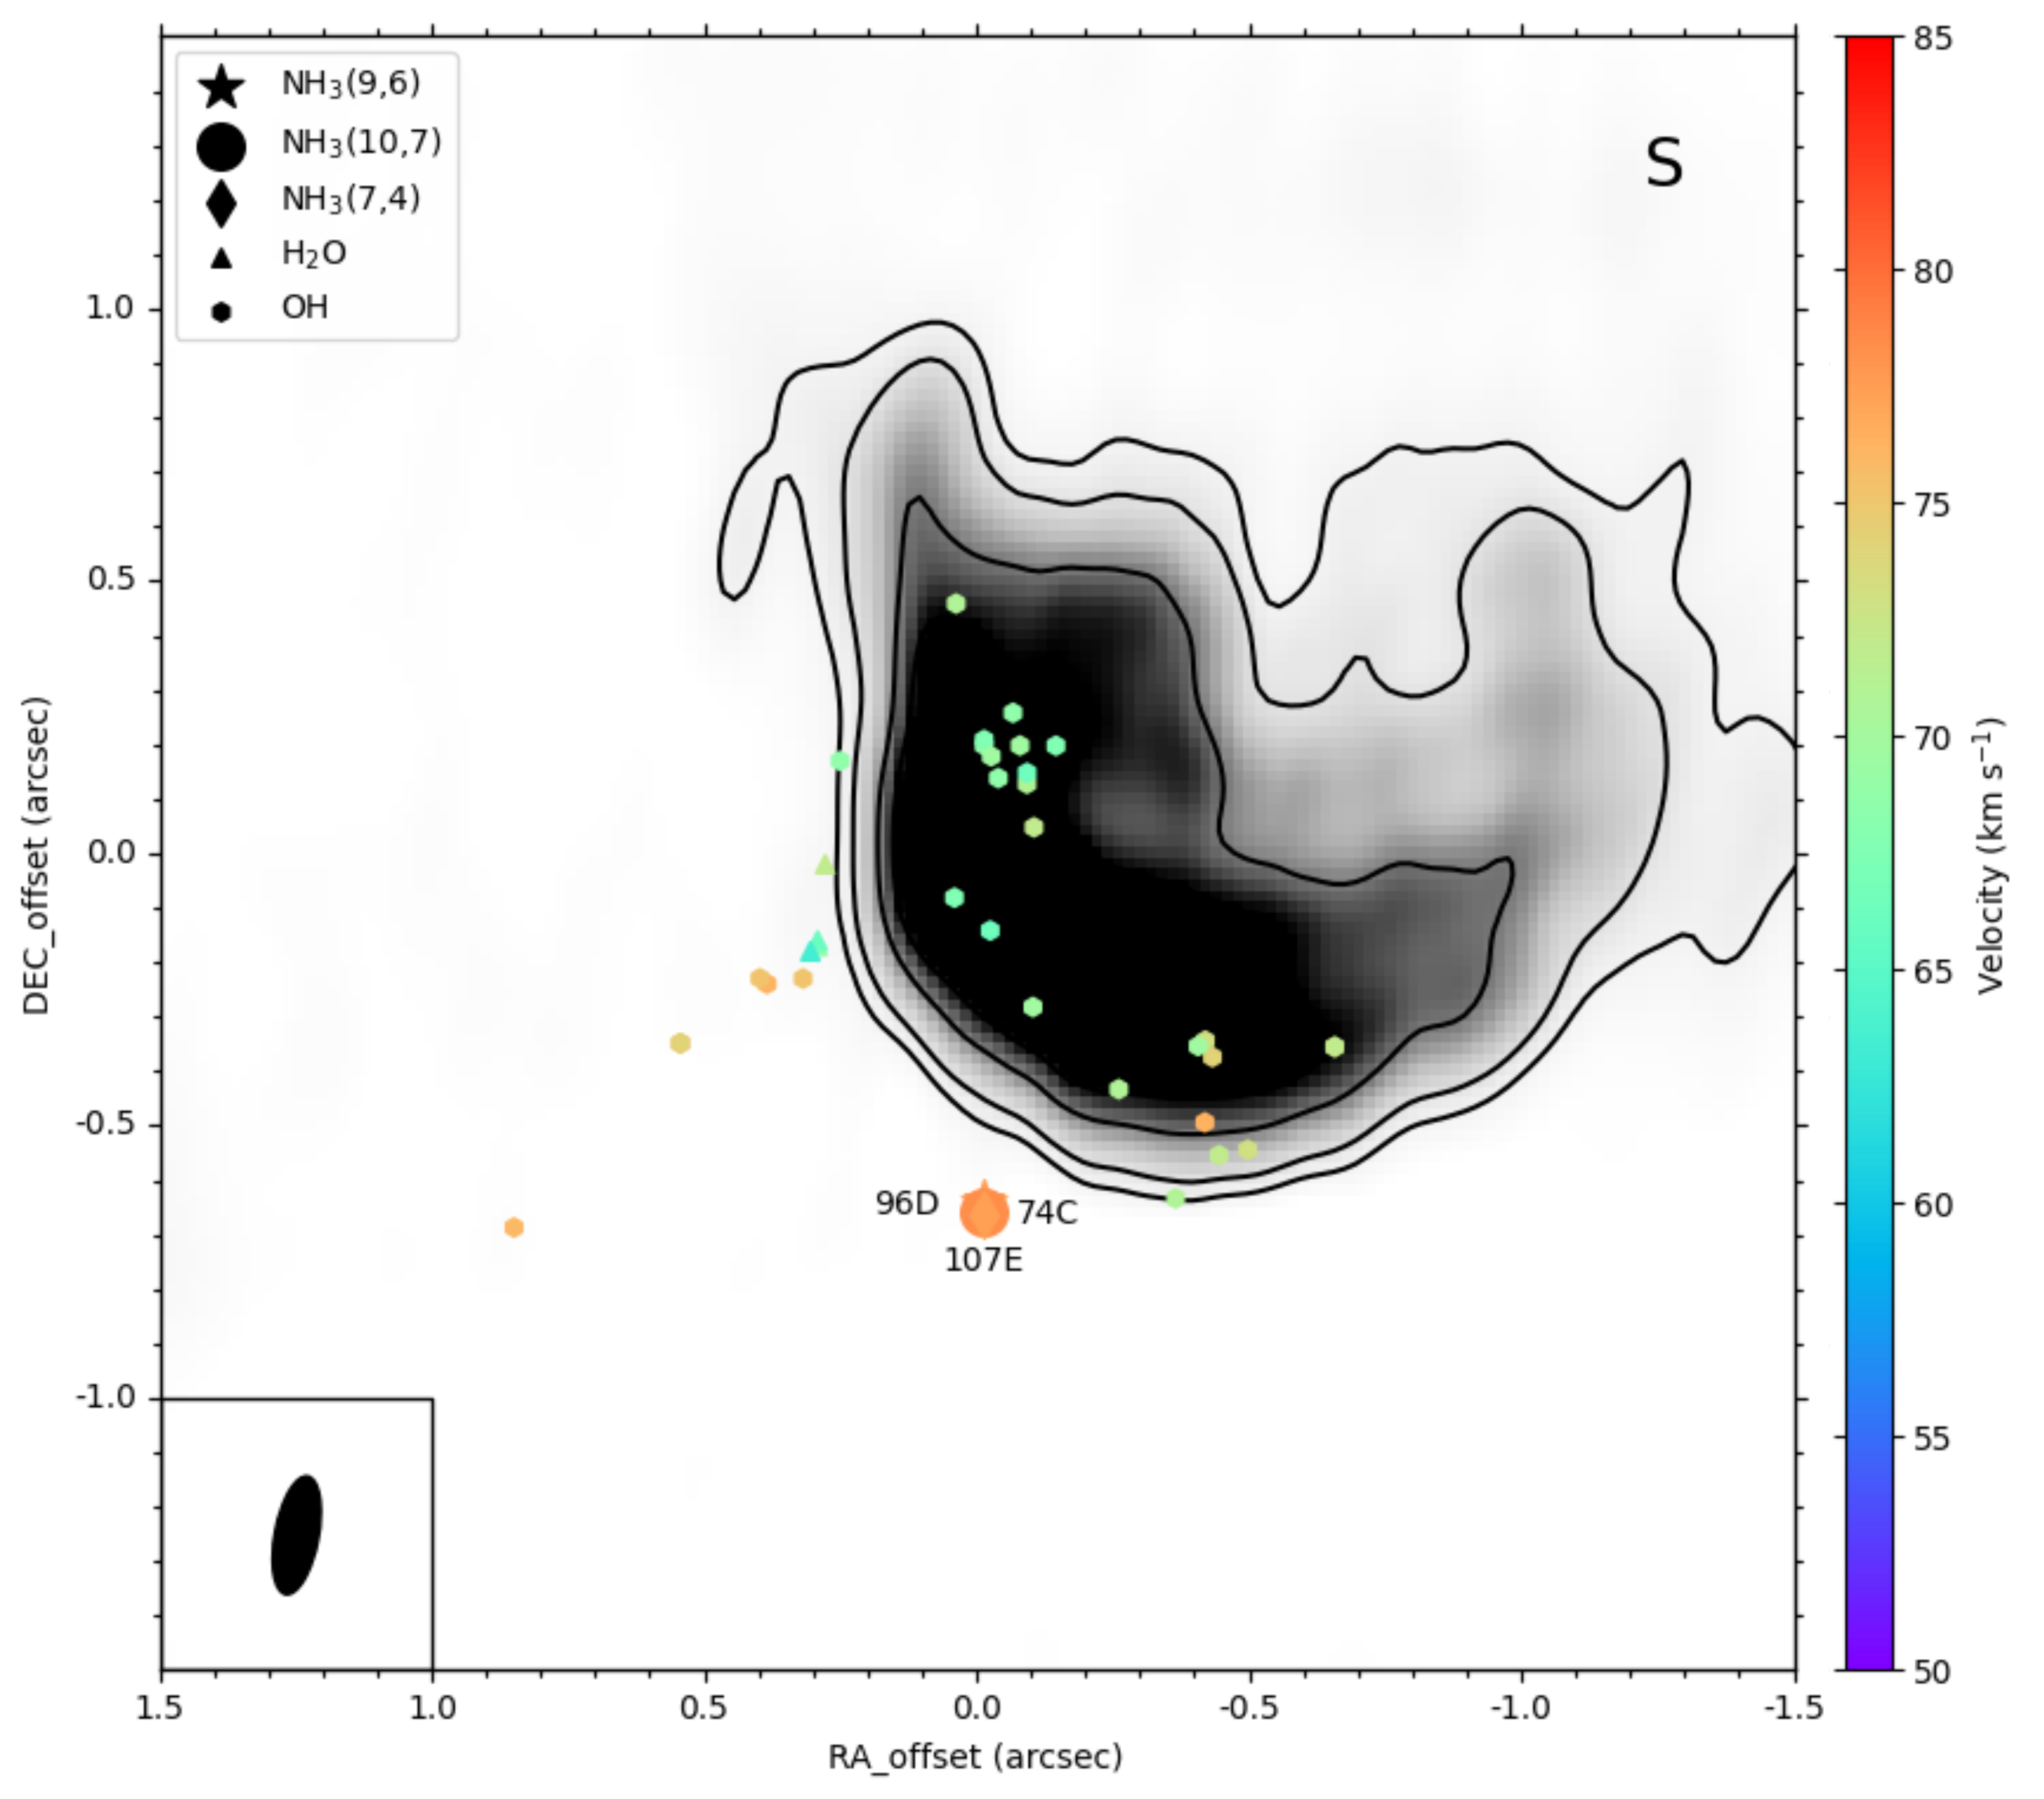 NH₃(9,6)
NH₃(10,7)
NH₃(7,4)
H₂O
OH
S
96D
74C
107E
1.0
0.5
0.0
-0.5
-1.0
DEC_offset (arcsec)
1.5 1.0 0.5 0.0 -0.5 -1.0 -1.5
RA_offset (arcsec)
85
80
75
70
65
60
55
50
Velocity (km s⁻¹)